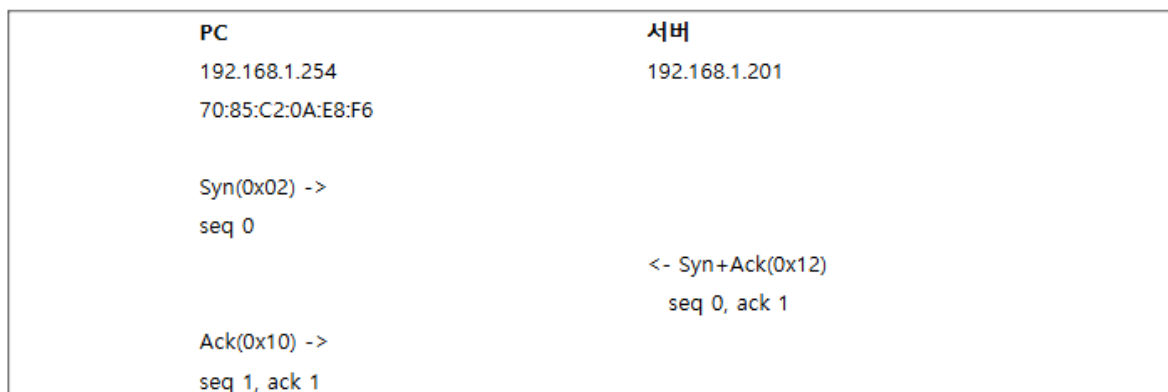 PC 서버
192.168.1.254 192.168.1.201
70:85:C2:0A:E8:F6
Syn(0x02) ->
seq 0
<- Syn+Ack(0x12)
seq 0, ack 1
Ack(0x10) ->
seq 1, ack 1